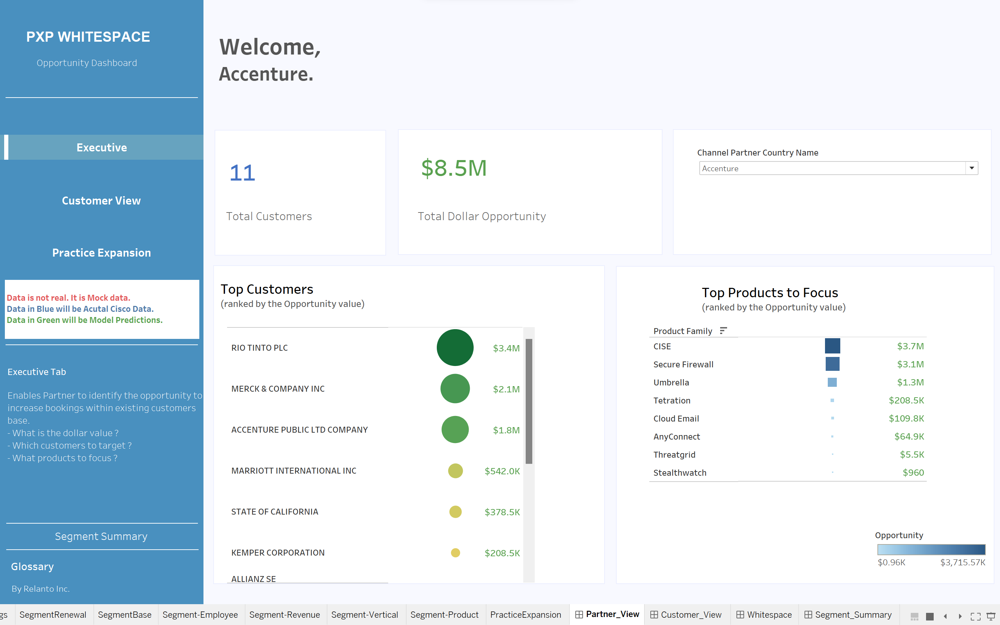 PXP WHITESPACE
Opportunity Dashboard
Executive
Customer View
Practice Expansion
Data is not real. It is Mock data.
Data in Blue will be Acutal Cisco Data.
Data in Green will be Model Predictions.
Executive Tab
Enables Partner to identify the opportunity to
increase bookings within existing customers
base.
- What is the dollar value ?
- Which customers to target ?
- What products to focus ?
Segment Summary
Glossary
By Relanto Inc.
Welcome,
Accenture.
11
Total Customers
$8.5M
Total Dollar Opportunity
Channel Partner Country Name
Accenture
Top Customers
(ranked by the Opportunity value)
RIO TINTO PLC $3.4M
MERCK & COMPANY INC $2.1M
ACCENTURE PUBLIC LTD COMPANY $1.8M
MARRIOTT INTERNATIONAL INC $542.0K
STATE OF CALIFORNIA $378.5K
KEMPER CORPORATION $208.5K
ALLIANZ SE
Top Products to Focus
(ranked by the Opportunity value)
Product Family
CISE $3.7M
Secure Firewall $3.1M
Umbrella $1.3M
Tetration $208.5K
Cloud Email $109.8K
AnyConnect $64.9K
Threatgrid $5.5K
Stealthwatch $960
Opportunity
$0.96K $3,715.57K
gs SegmentRenewal SegmentBase Segment-Employee Segment-Revenue Segment-Vertical Segment-Product PracticeExpansion Partner_View Customer_View Whitespace Segment_Summary